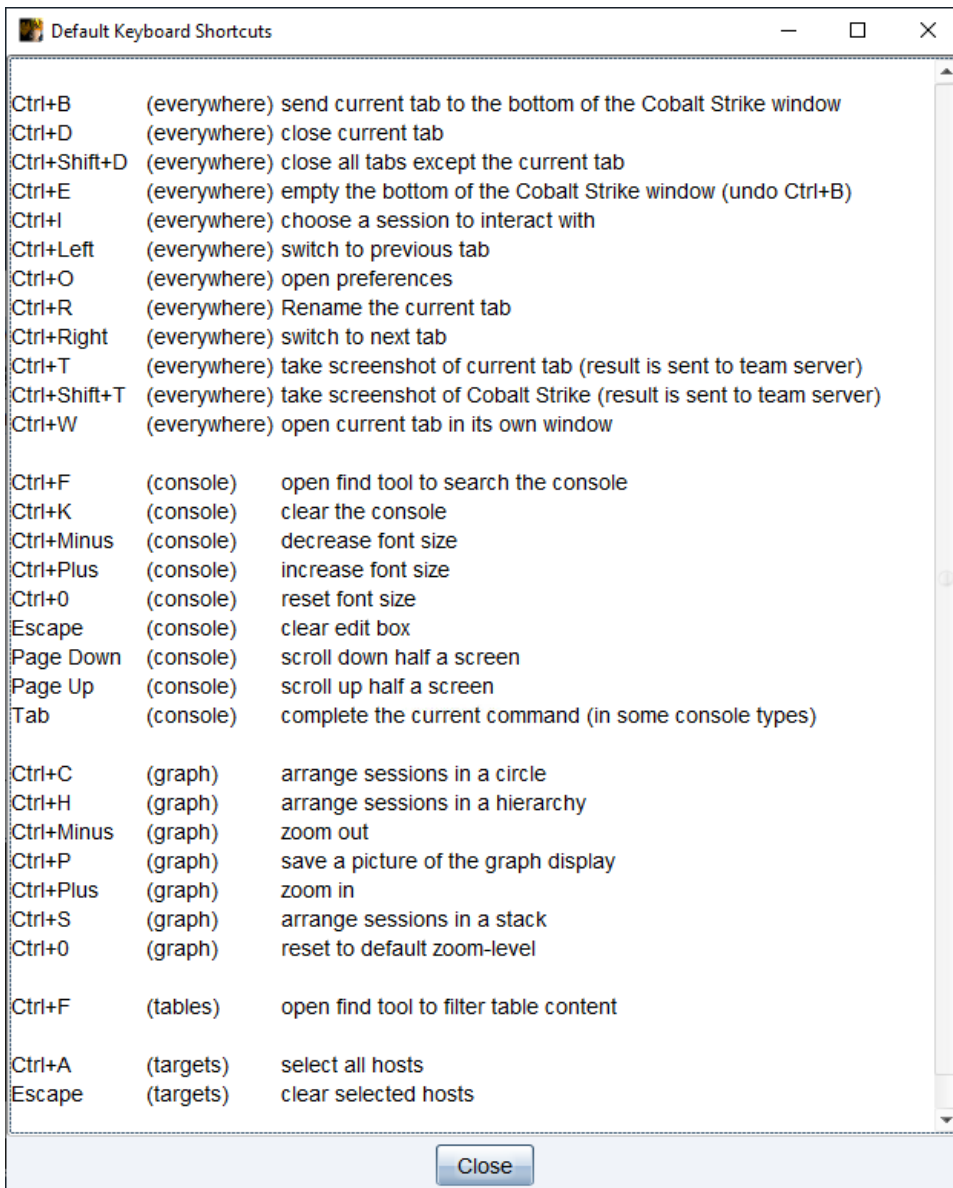 Default Keyboard Shortcuts
Ctrl+B (everywhere) send current tab to the bottom of the Cobalt Strike window
Ctrl+D (everywhere) close current tab
Ctrl+Shift+D (everywhere) close all tabs except the current tab
Ctrl+E (everywhere) empty the bottom of the Cobalt Strike window (undo Ctrl+B)
Ctrl+I (everywhere) choose a session to interact with
Ctrl+Left (everywhere) switch to previous tab
Ctrl+O (everywhere) open preferences
Ctrl+R (everywhere) Rename the current tab
Ctrl+Right (everywhere) switch to next tab
Ctrl+T (everywhere) take screenshot of current tab (result is sent to team server)
Ctrl+Shift+T (everywhere) take screenshot of Cobalt Strike (result is sent to team server)
Ctrl+W (everywhere) open current tab in its own window
Ctrl+F (console) open find tool to search the console
Ctrl+K (console) clear the console
Ctrl+Minus (console) decrease font size
Ctrl+Plus (console) increase font size
Ctrl+0 (console) reset font size
Escape (console) clear edit box
Page Down (console) scroll down half a screen
Page Up (console) scroll up half a screen
Tab (console) complete the current command (in some console types)
Ctrl+C (graph) arrange sessions in a circle
Ctrl+H (graph) arrange sessions in a hierarchy
Ctrl+Minus (graph) zoom out
Ctrl+P (graph) save a picture of the graph display
Ctrl+Plus (graph) zoom in
Ctrl+S (graph) arrange sessions in a stack
Ctrl+0 (graph) reset to default zoom-level
Ctrl+F (tables) open find tool to filter table content
Ctrl+A (targets) select all hosts
Escape (targets) clear selected hosts
Close